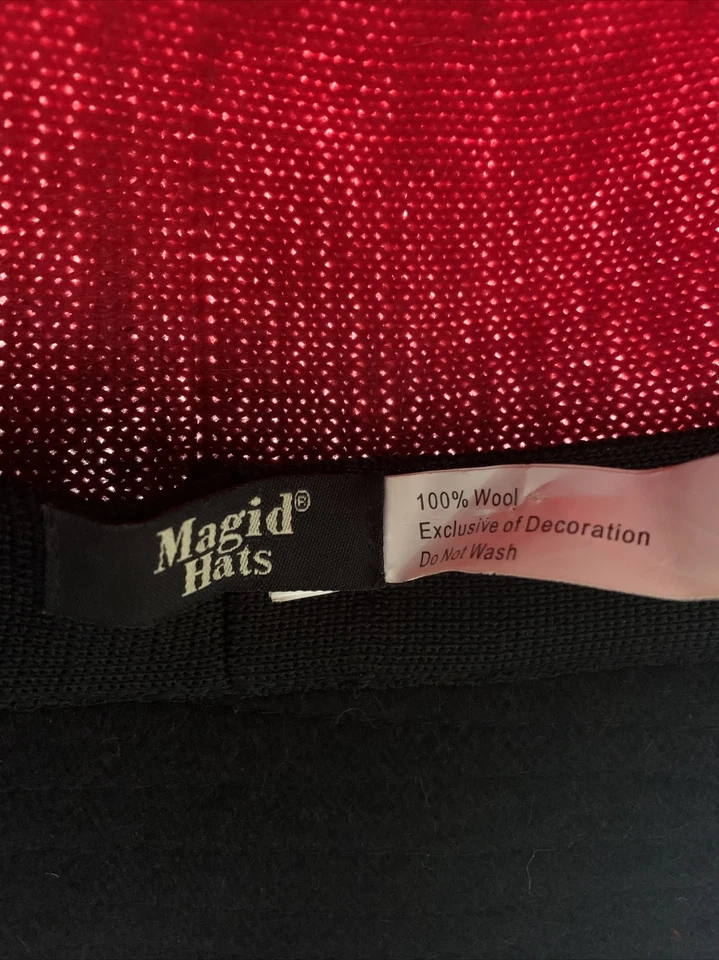 Magid®
Hats
100% Wool
Exclusive of Decoration
Do Not Wash